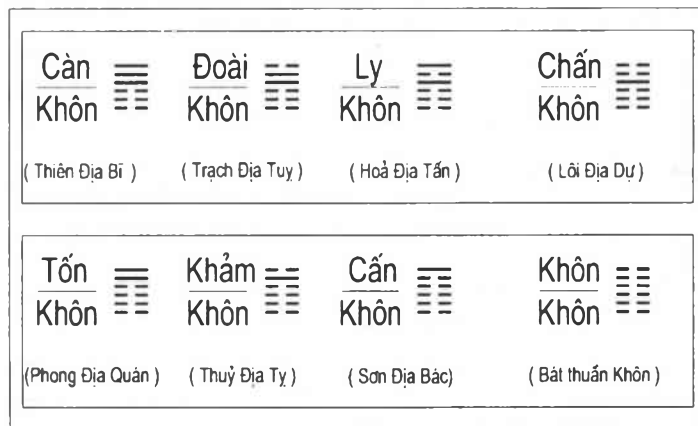 Càn Đoài Ly Chấn
Khôn Khôn Khôn Khôn
( Thiên Địa Bĩ ) ( Trạch Địa Tuỵ ) ( Hoả Địa Tấn ) ( Lôi Địa Dự )
Tốn Khảm Cấn Khôn
Khôn Khôn Khôn Khôn
(Phong Địa Quán ) ( Thuỷ Địa Tỵ ) ( Sơn Địa Bác) ( Bát thuấn Khôn )